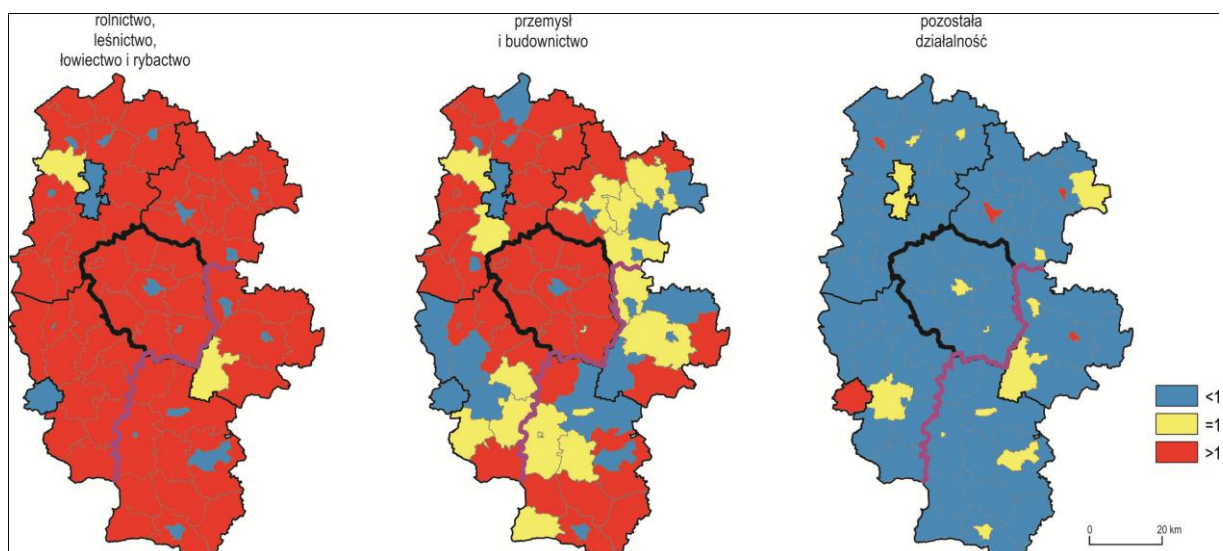 rolnictwo,
leśnictwo,
łowiectwo i rybactwo
przemysł
i budownictwo
pozostała
działalność
<1
=1
>1
0 20 km